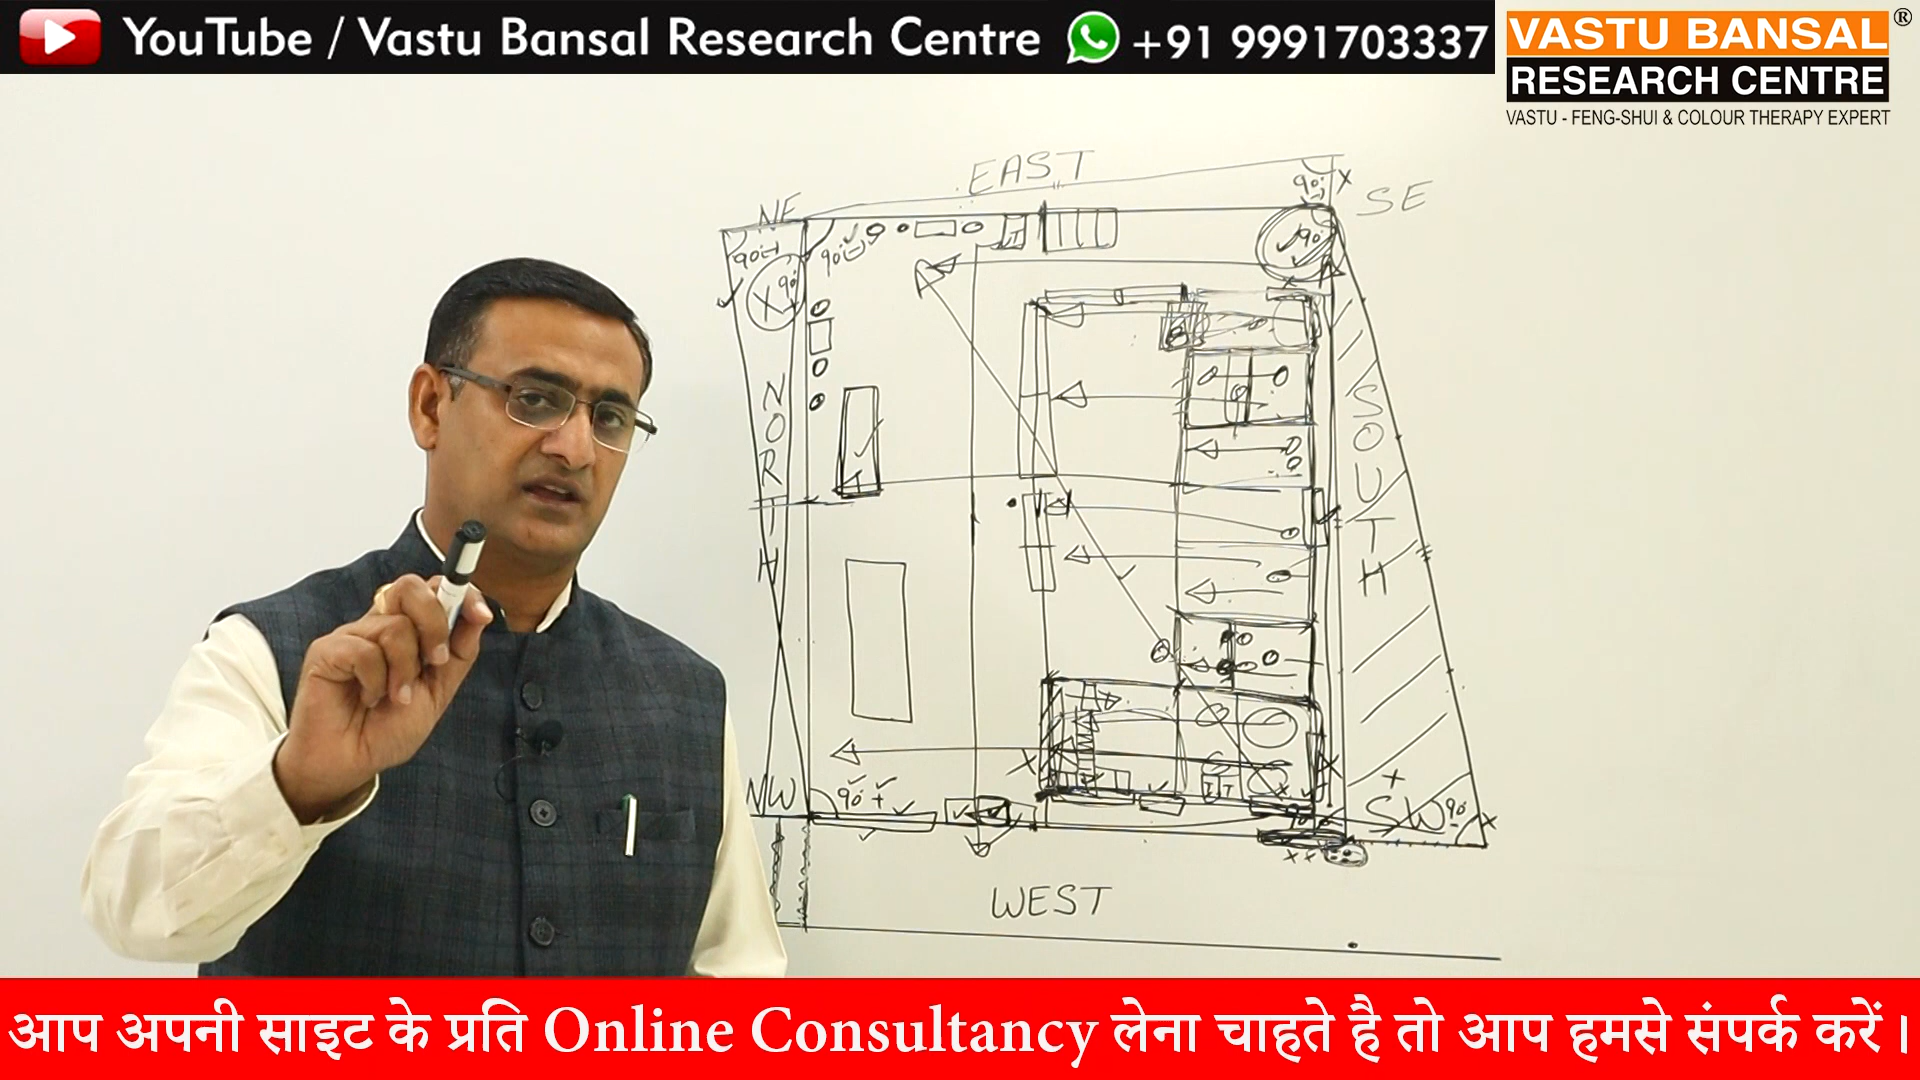 YouTube / Vastu Bansal Research Centre +91 9991703337
VASTU BANSAL ®
RESEARCH CENTRE
VASTU - FENG-SHUI & COLOUR THERAPY EXPERT
EAST
NE
SE
NORTH
SOUTH
NW
SW
WEST
आप अपनी साइट के प्रति Online Consultancy लेना चाहते है तो आप हमसे संपर्क करें।